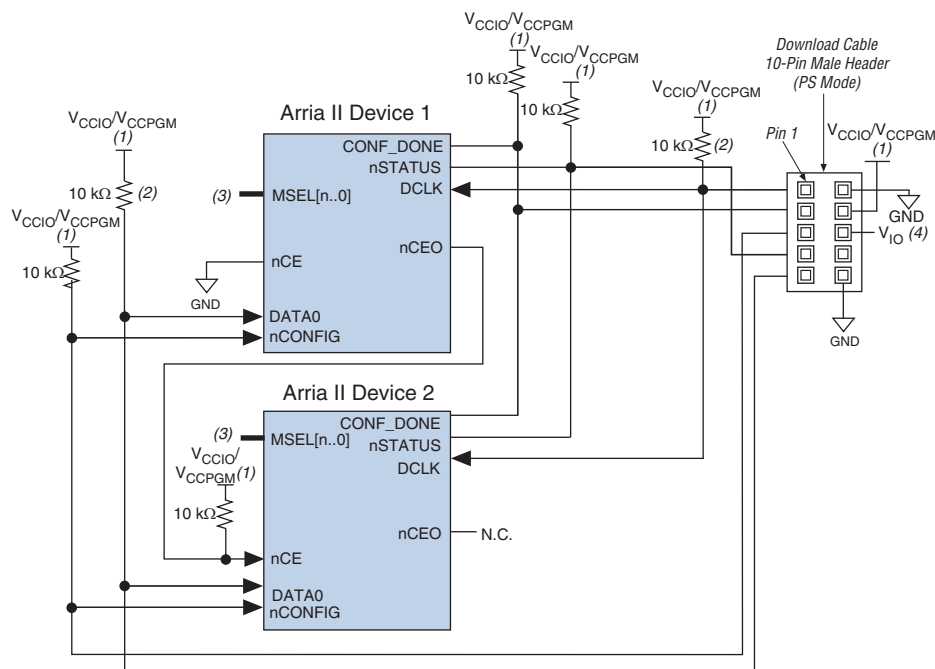 VCCIO/VCCPGM
(1)
10 kΩ
VCCIO/VCCPGM
(1)
10 kΩ
Download Cable
10-Pin Male Header
(PS Mode)
VCCIO/VCCPGM
(1)
10 kΩ
(2)
Pin 1
VCCIO/VCCPGM
(1)
GND
VIO (4)
GND
VCCIO/VCCPGM
(1)
10 kΩ
(2)
VCCIO/VCCPGM
(1)
10 kΩ
Arria II Device 1
CONF_DONE
nSTATUS
(3)
MSEL[n..0]
DCLK
nCEO
nCE
GND
DATA0
nCONFIG
Arria II Device 2
CONF_DONE
(3)
MSEL[n..0]
nSTATUS
DCLK
VCCIO/
VCCPGM (1)
10 kΩ
nCEO
N.C.
nCE
DATA0
nCONFIG